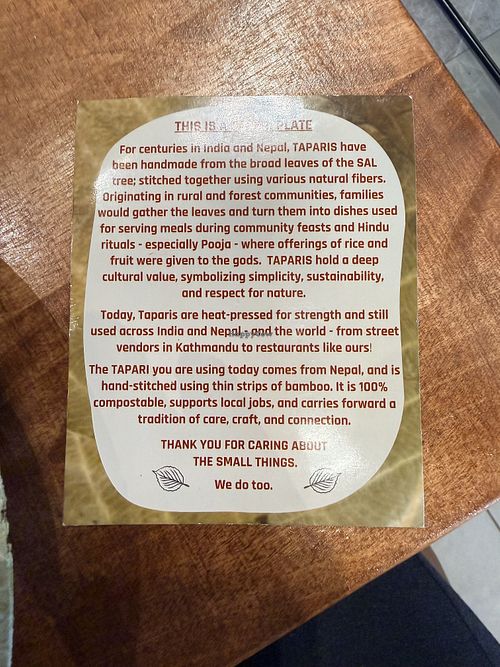 THIS IS A PLATE
For centuries in India and Nepal, TAPARIS have
been handmade from the broad leaves of the SAL
tree; stitched together using various natural fibers.
Originating in rural and forest communities, families
would gather the leaves and turn them into dishes used
for serving meals during community feasts and Hindu
rituals - especially Pooja - where offerings of rice and
fruit were given to the gods. TAPARIS hold a deep
cultural value, symbolizing simplicity, sustainability,
and respect for nature.
Today, Taparis are heat-pressed for strength and still
used across India and Nepal - and the world - from street
vendors in Kathmandu to restaurants like ours!
The TAPARI you are using today comes from Nepal, and is
hand-stitched using thin strips of bamboo. It is 100%
compostable, supports local jobs, and carries forward a
tradition of care, craft, and connection.
THANK YOU FOR CARING ABOUT
THE SMALL THINGS.
We do too.